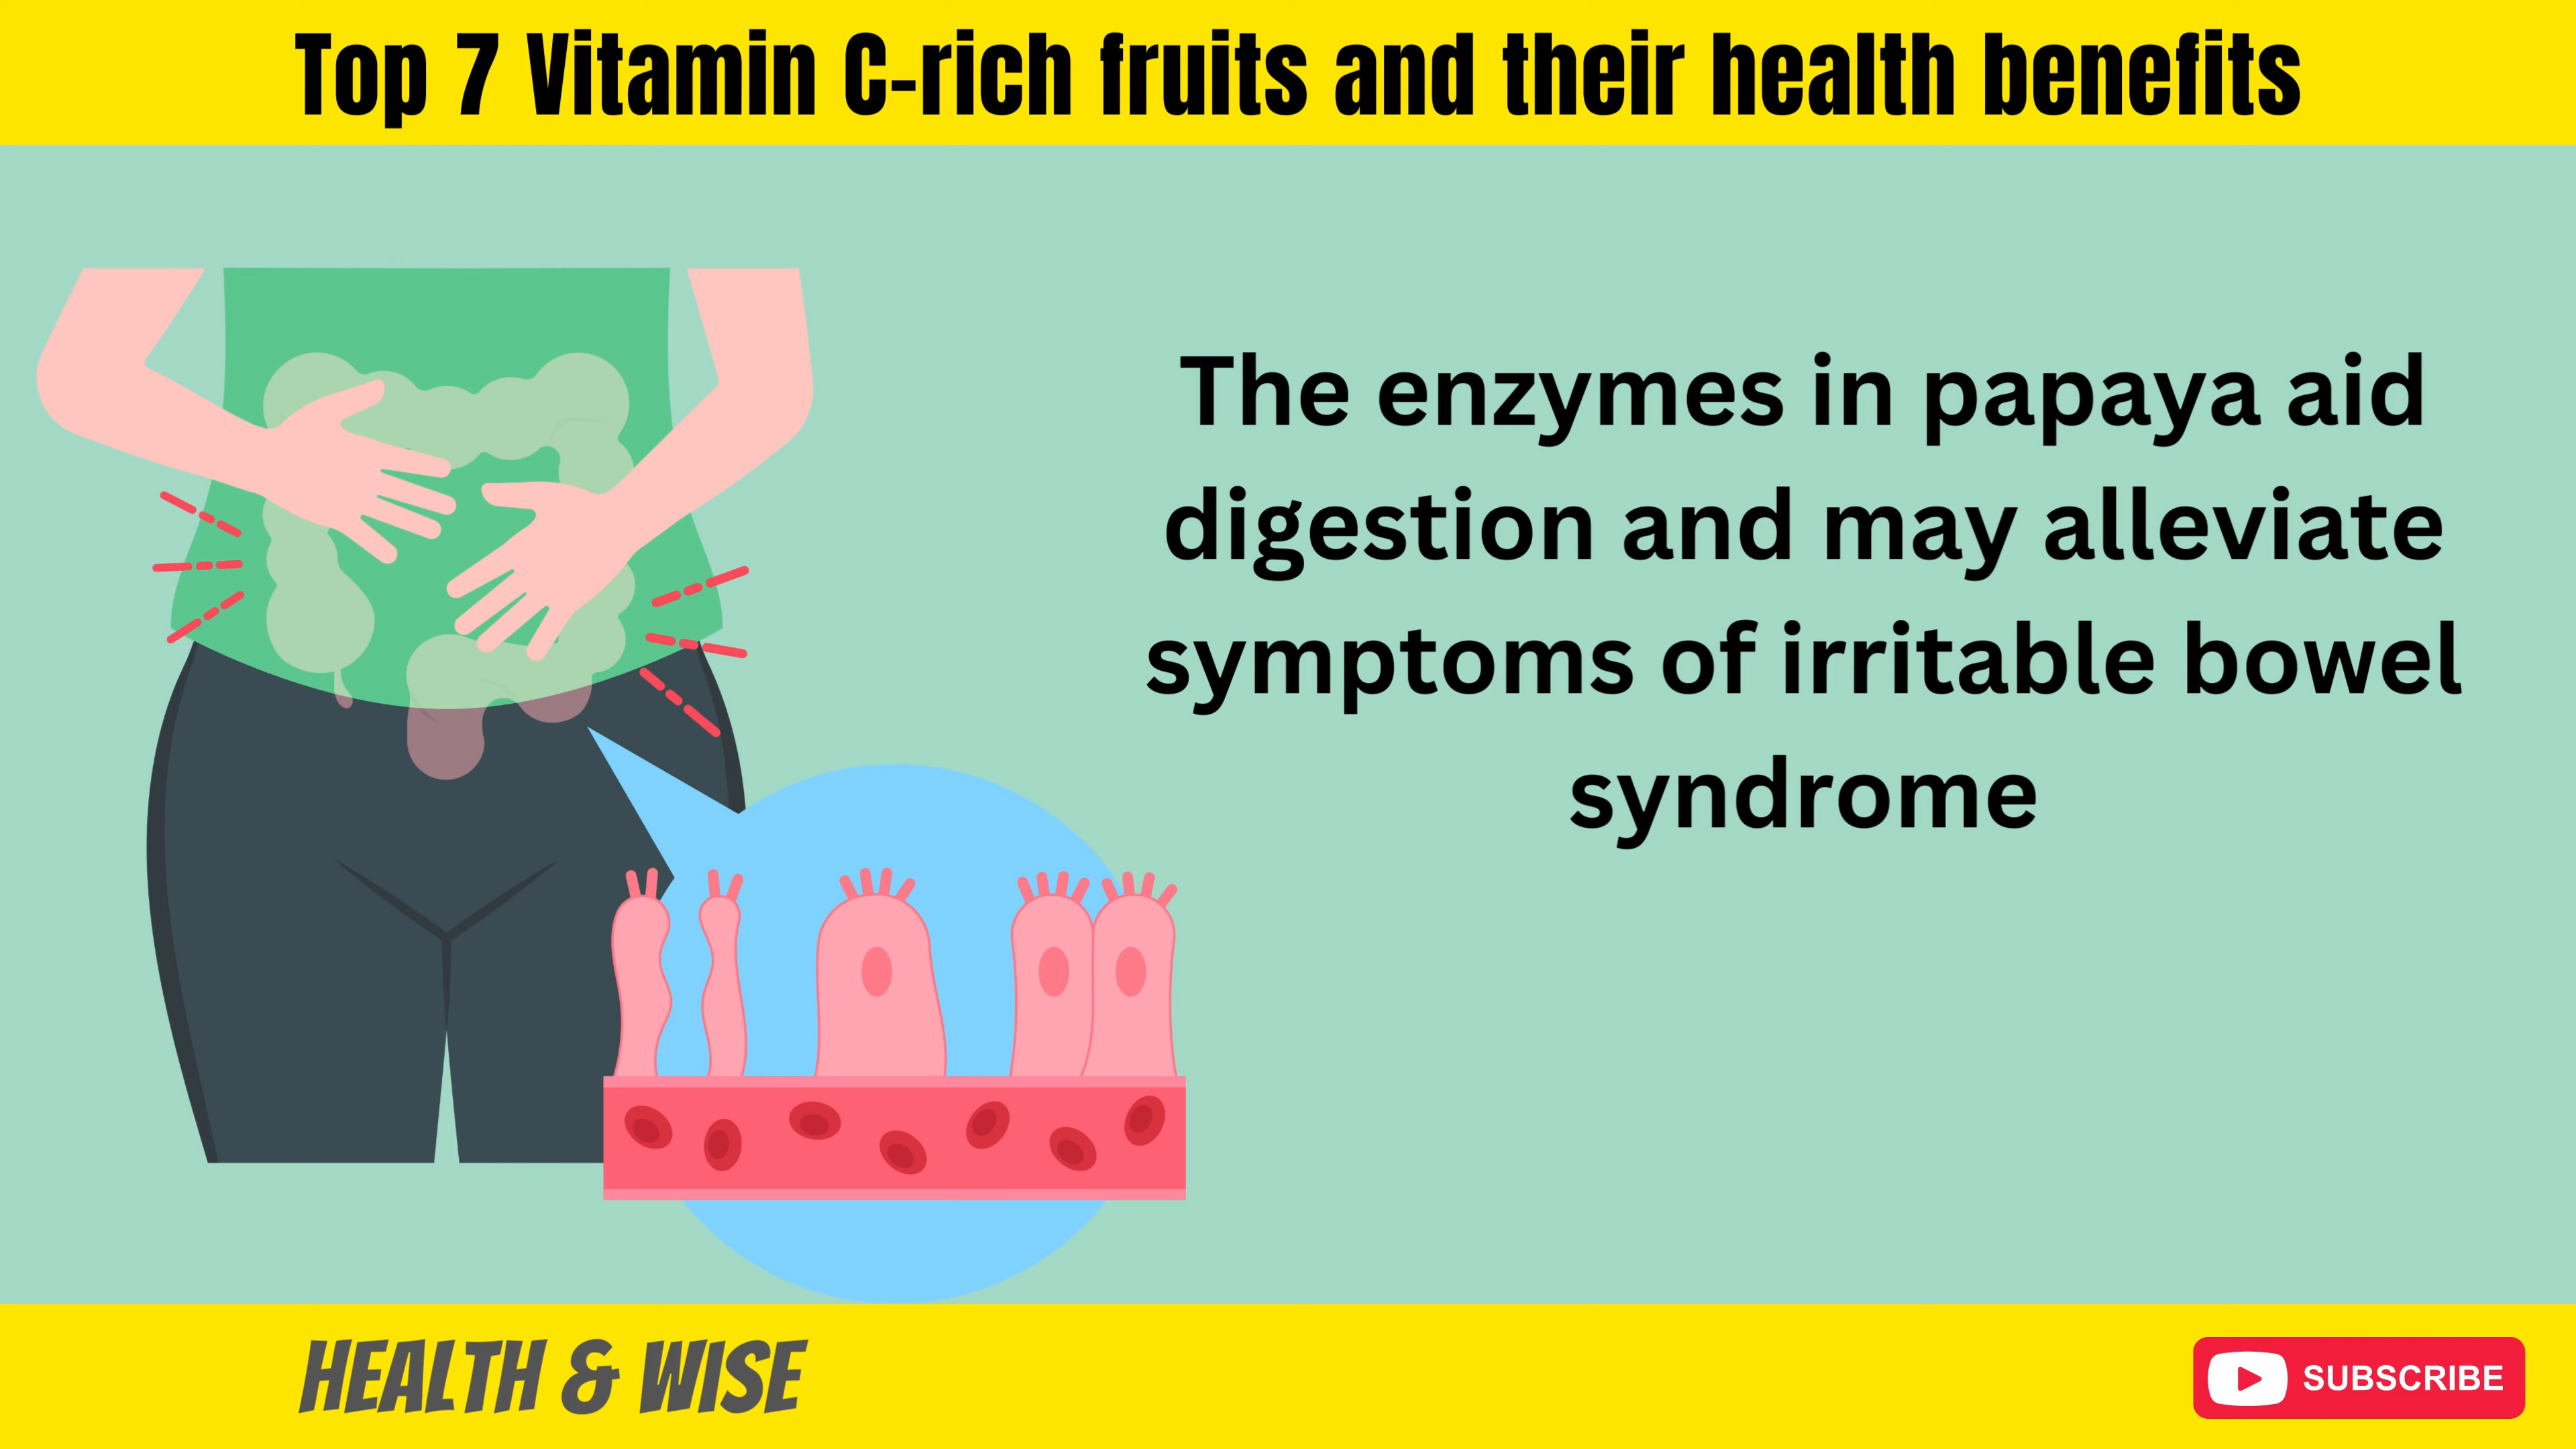 Top 7 Vitamin C-rich fruits and their health benefits
The enzymes in papaya aid
digestion and may alleviate
symptoms of irritable bowel
syndrome
HEALTH & WISE
SUBSCRIBE